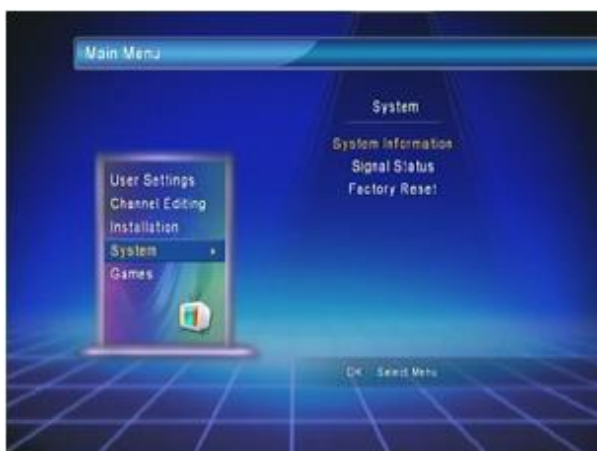 Main Menu
System
System Information
Signal Status
Factory Reset
User Settings
Channel Editing
Installation
System
Games
OK Select Menu